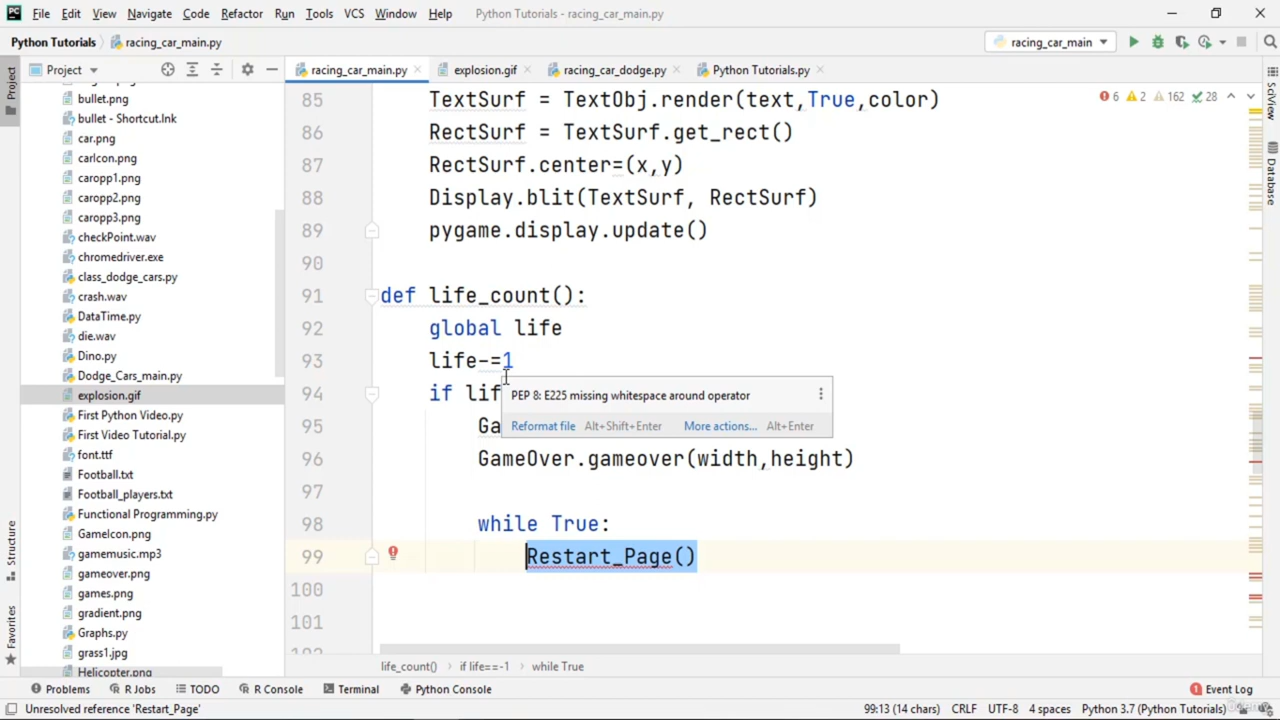 File Edit View Navigate Code Refactor Run Tools VCS Window Help Python Tutorials - racing_car_main.py
Python Tutorials racing_car_main.py racing_car_main
Project racing_car_main.py explosion.gif racing_car_dodge.py Python Tutorials.py
Project
Structure
Favorites
bullet.png
bullet - Shortcut.lnk
car.png
carIcon.png
caropp1.png
caropp2.png
caropp3.png
checkPoint.wav
chromedriver.exe
class_dodge_cars.py
crash.wav
DataTime.py
die.wav
Dino.py
Dodge_Cars_main.py
explosion.gif
First Python Video.py
First Video Tutorial.py
font.ttf
Football.txt
Football_players.txt
Functional Programming.py
GameIcon.png
gamemusic.mp3
gameover.png
games.png
gradient.png
Graphs.py
grass1.jpg
Helicopter.png
6 2 162 28
85 TextSurf = TextObj.render(text,True,color)
86 RectSurf = TextSurf.get_rect()
87 RectSurf.center=(x,y)
88 Display.blit(TextSurf, RectSurf)
89 pygame.display.update()
90
91 def life_count():
92 global life
93 life-=1
94 if lif
PEP 8: E225 missing whitespace around operator
Reformat file Alt+Shift+Enter More actions... Alt+Enter
95 Ga
96 GameOver.gameover(width,height)
97
98 while True:
99 Restart_Page()
100
101
life_count() if life==-1 while True
SciView
Database
Problems R Jobs TODO R Console Terminal Python Console Event Log
Unresolved reference 'Restart_Page' 99:13 (14 chars) CRLF UTF-8 4 spaces Python 3.7 (Python Tutorials)